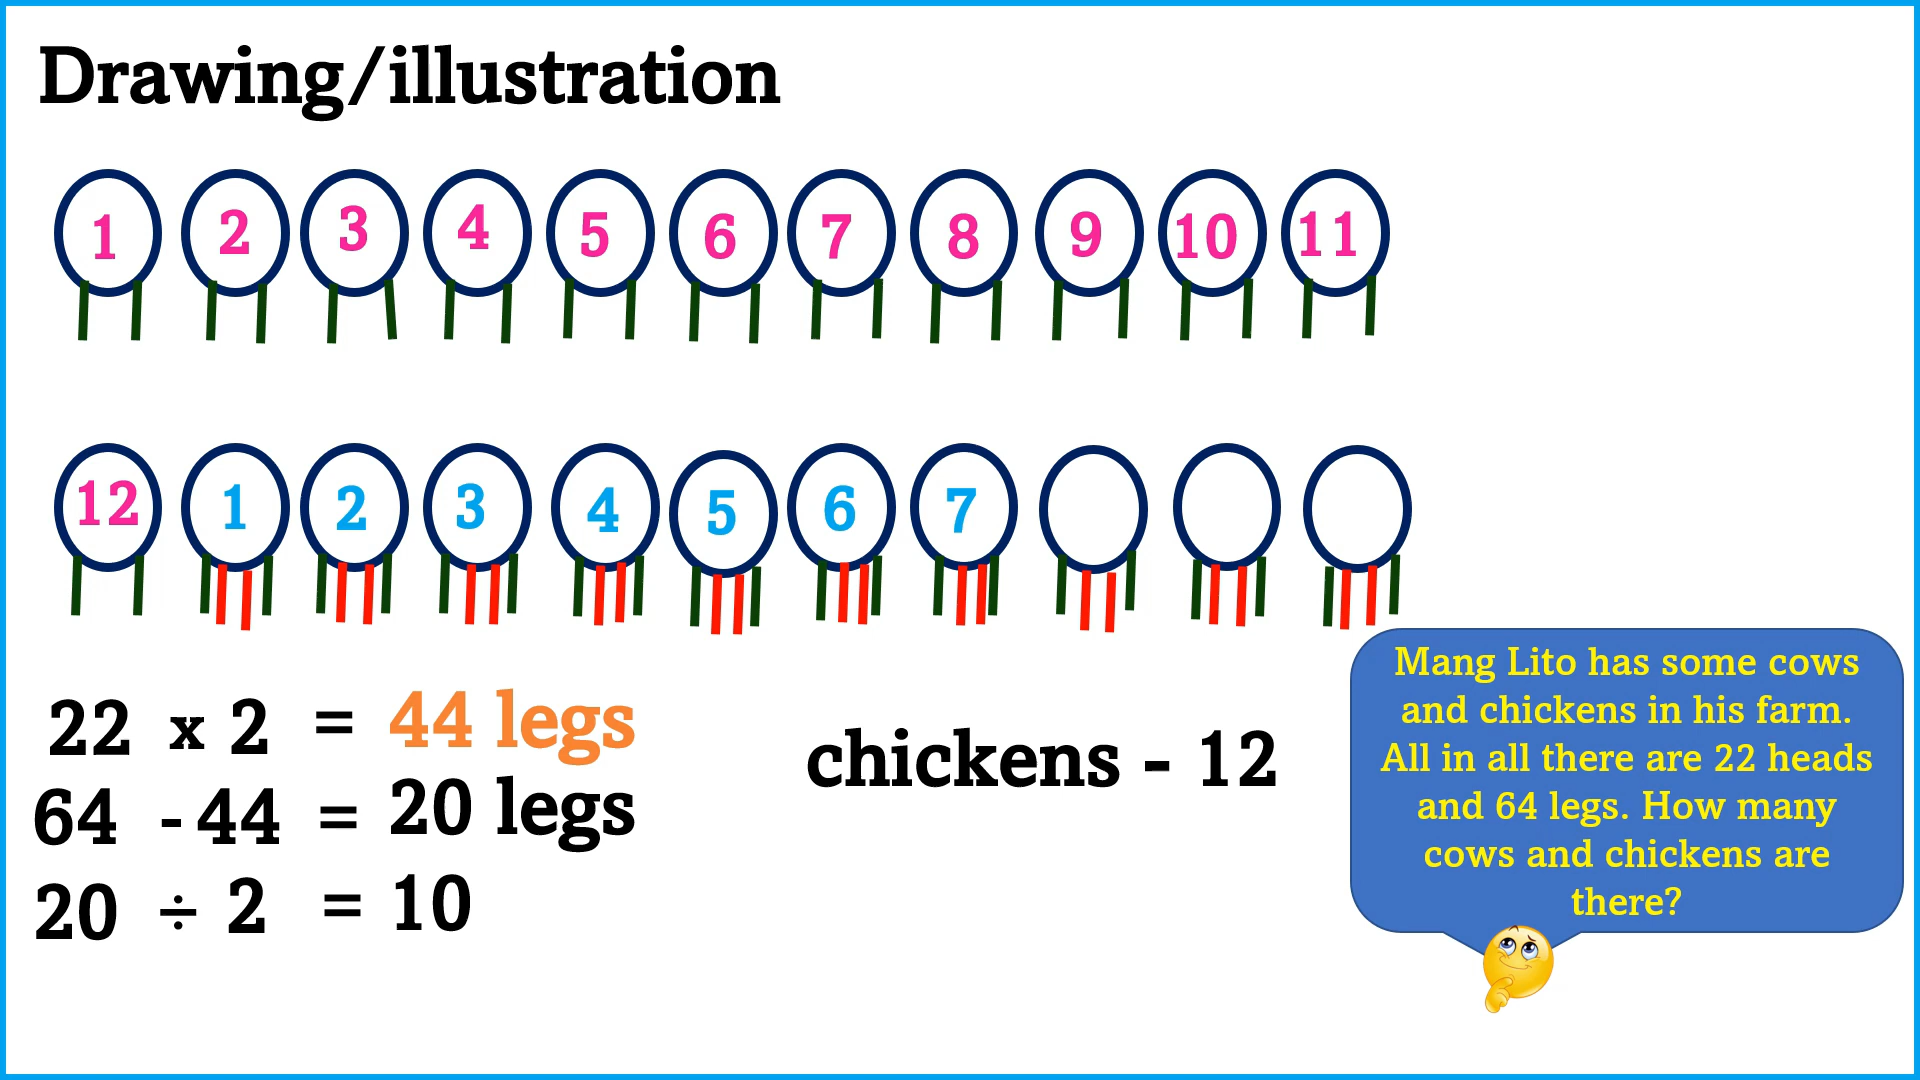 Drawing/illustration
1 2 3 4 5 6 7 8 9 10 11
12 1 2 3 4 5 6 7
22 x 2 = 44 legs
64 - 44 = 20 legs
20 ÷ 2 = 10
chickens - 12
Mang Lito has some cows
and chickens in his farm.
All in all there are 22 heads
and 64 legs. How many
cows and chickens are
there?